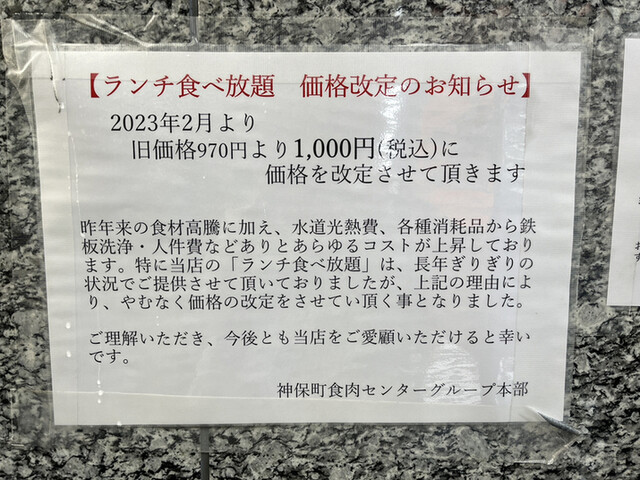 【ランチ食べ放題　価格改定のお知らせ】
2023年2月より
旧価格970円より1,000円(税込)に
価格を改定させて頂きます
昨年来の食材高騰に加え、水道光熱費、各種消耗品から鉄
板洗浄・人件費などありとあらゆるコストが上昇しており
ます。特に当店の「ランチ食べ放題」は、長年ぎりぎりの
状況でご提供させて頂いておりましたが、上記の理由によ
り、やむなく価格の改定をさせてい頂く事となりました。
ご理解いただき、今後とも当店をご愛顧いただけると幸い
です。
神保町食肉センターグループ本部